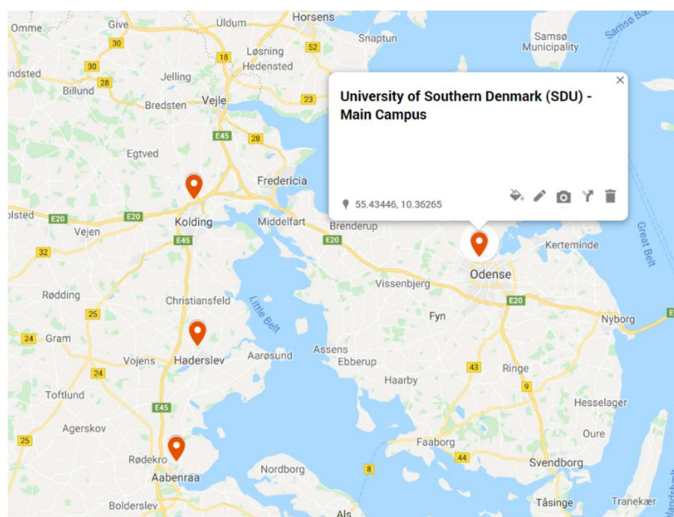 Omme
Give
Uldum
Horsens
Snaptun
Samsø
Municipality
Samsø Bæ
30
18
52
Løsning
Hedensted
30
ndsted
28
Billund
Jelling
Vejle
Bredsten
23
E45
28
Egtved
Fredericia
University of Southern Denmark (SDU) -
Main Campus
55.43446, 10.36265
olsted
E20
E20
Kolding
Vejen
E45
Middelfart
Brenderup
Kerteminde
Great Belt
32
E20
Odense
Vissenbjerg
E20
Rødding
Christiansfeld
Little Belt
Fyn
Nyborg
E
25
24
Gram
Vojens
Haderslev
Aarøsund
Assens
Ebberup
24
43
Ringe
Toftlund
Haarby
9
E45
Hesselager
Agerskov
25
Faaborg
Oure
Rødekro
44
Svendborg
Aabenraa
Nordborg
8
Bolderslev
Als
Tåsinge
Tranekær